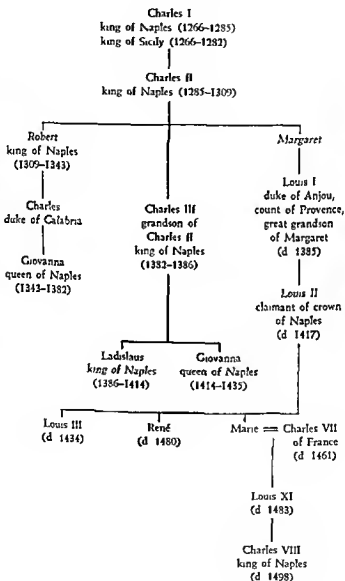 Charles I
king of Naples (1266–1285)
king of Sicily (1266–1282)
Charles II
king of Naples (1285–1309)
Robert
king of Naples
(1309–1343)
Charles
duke of Calabria
Giovanna
queen of Naples
(1343–1382)
Charles III
grandson of
Charles II
king of Naples
(1382–1386)
Ladislaus
king of Naples
(1386–1414)
Giovanna
queen of Naples
(1414–1435)
Margaret
Louis I
duke of Anjou,
count of Provence,
great grandson
of Margaret
(d 1385)
Louis II
claimant of crown
of Naples
(d 1417)
Louis III
(d 1434)
René
(d 1480)
Marie = Charles VII
of France
(d 1461)
Louis XI
(d 1483)
Charles VIII
king of Naples
(d 1498)